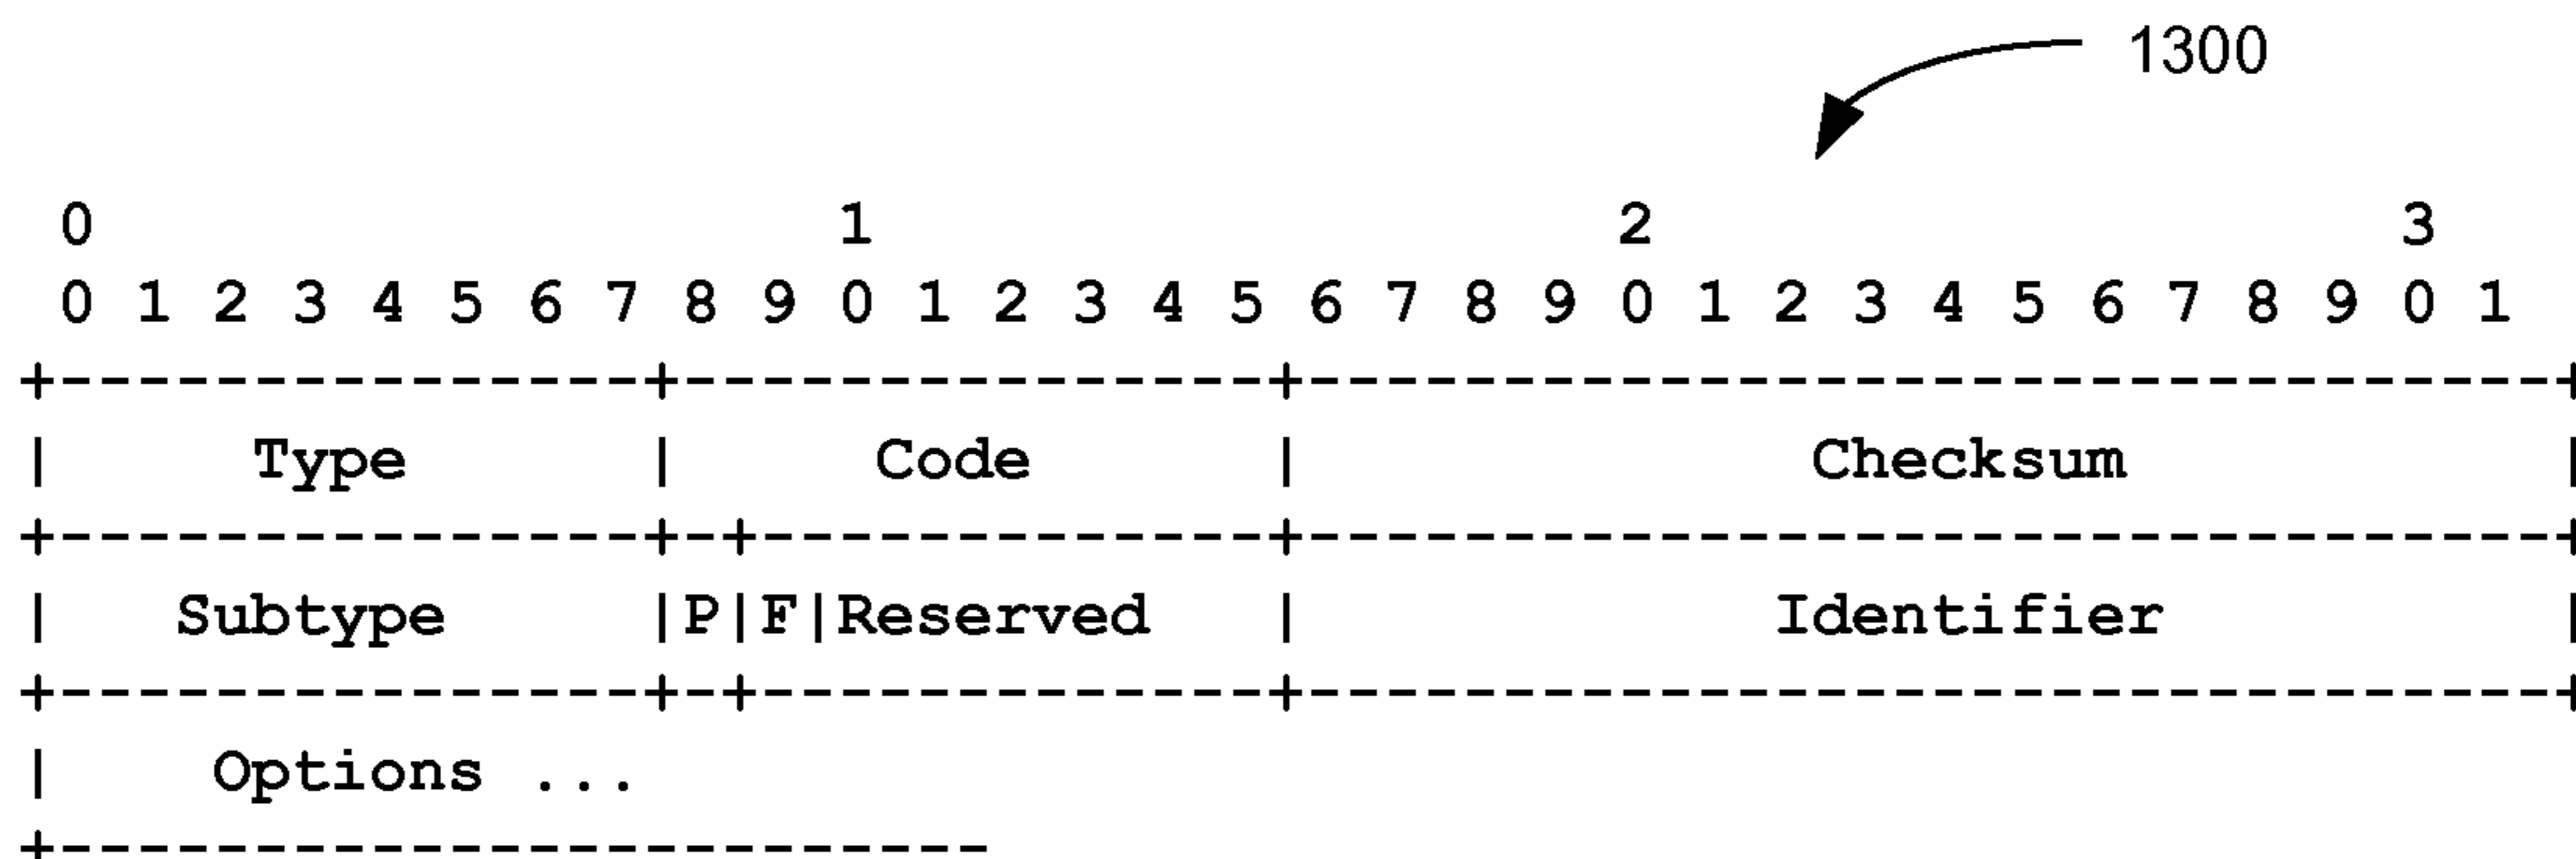 1300
0 1 2 3
0 1 2 3 4 5 6 7 8 9 0 1 2 3 4 5 6 7 8 9 0 1 2 3 4 5 6 7 8 9 0 1
+----------------+---------------+--------------------------------+
| Type | Code | Checksum |
+----------------+-+-------------+--------------------------------+
| Subtype |P|F|Reserved | Identifier |
+----------------+-+-------------+--------------------------------+
| Options ...
+------------------------